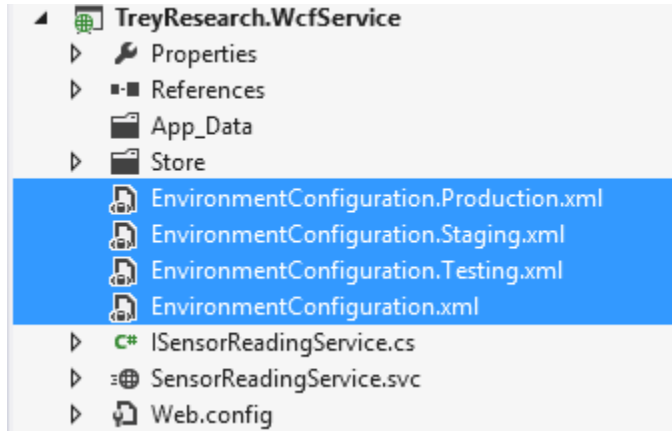 TreyResearch.WcfService
Properties
References
App_Data
Store
EnvironmentConfiguration.Production.xml
EnvironmentConfiguration.Staging.xml
EnvironmentConfiguration.Testing.xml
EnvironmentConfiguration.xml
C# ISensorReadingService.cs
SensorReadingService.svc
Web.config